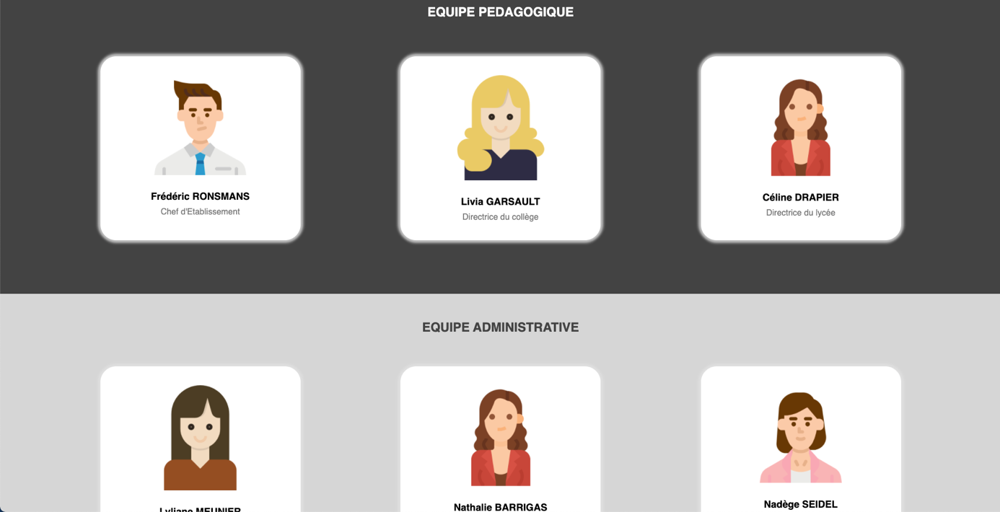 EQUIPE PEDAGOGIQUE
Frédéric RONSMANS
Chef d'Etablissement
Livia GARSAULT
Directrice du collège
Céline DRAPIER
Directrice du lycée
EQUIPE ADMINISTRATIVE
Lyliane MEUNIER
Nathalie BARRIGAS
Nadège SEIDEL